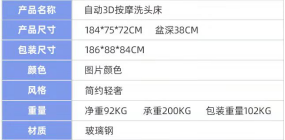 产品名称 自动3D按摩洗头床
产品尺寸 184*75*72CM 盆深38CM
包装尺寸 186*88*84CM
颜色 图片颜色
风格 简约轻奢
重量 净重92KG 承重200KG 包装重量102KG
材质 玻璃钢